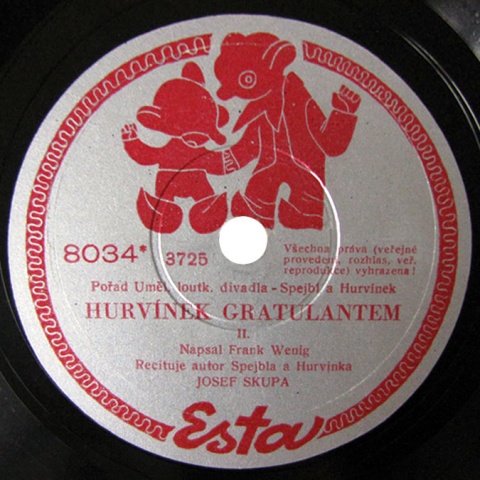 8034* 3725
Všechna práva (veřejné
provedení, rozhlas, veř.
reprodukce) vyhrazena!
Pořad Uměl. loutk. divadla - Spejbl a Hurvínek
HURVÍNEK GRATULANTEM
II.
Napsal Frank Wenig
Recituje autor Spejbla a Hurvínka
JOSEF SKUPA
Esta